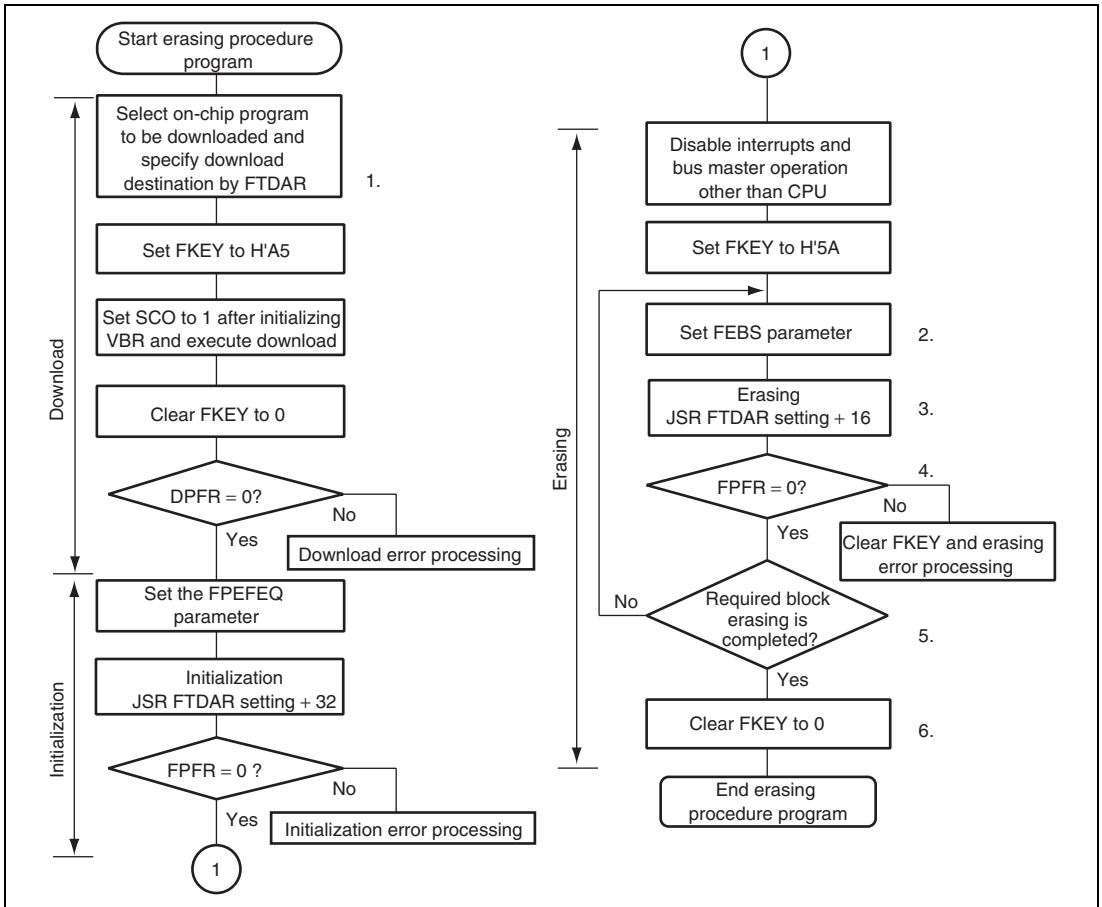 Start erasing procedure
program
Download
Select on-chip program
to be downloaded and
specify download
destination by FTDAR
1.
Set FKEY to H'A5
Set SCO to 1 after initializing
VBR and execute download
Clear FKEY to 0
DPFR = 0?
No
Yes
Download error processing
Initialization
Set the FPEFEQ
parameter
Initialization
JSR FTDAR setting + 32
FPFR = 0 ?
No
Yes
Initialization error processing
1
1
Erasing
Disable interrupts and
bus master operation
other than CPU
Set FKEY to H'5A
Set FEBS parameter
2.
Erasing
JSR FTDAR setting + 16
3.
4.
FPFR = 0?
No
Yes
Clear FKEY and erasing
error processing
No
Required block
erasing is
completed?
5.
Yes
Clear FKEY to 0
6.
End erasing
procedure program